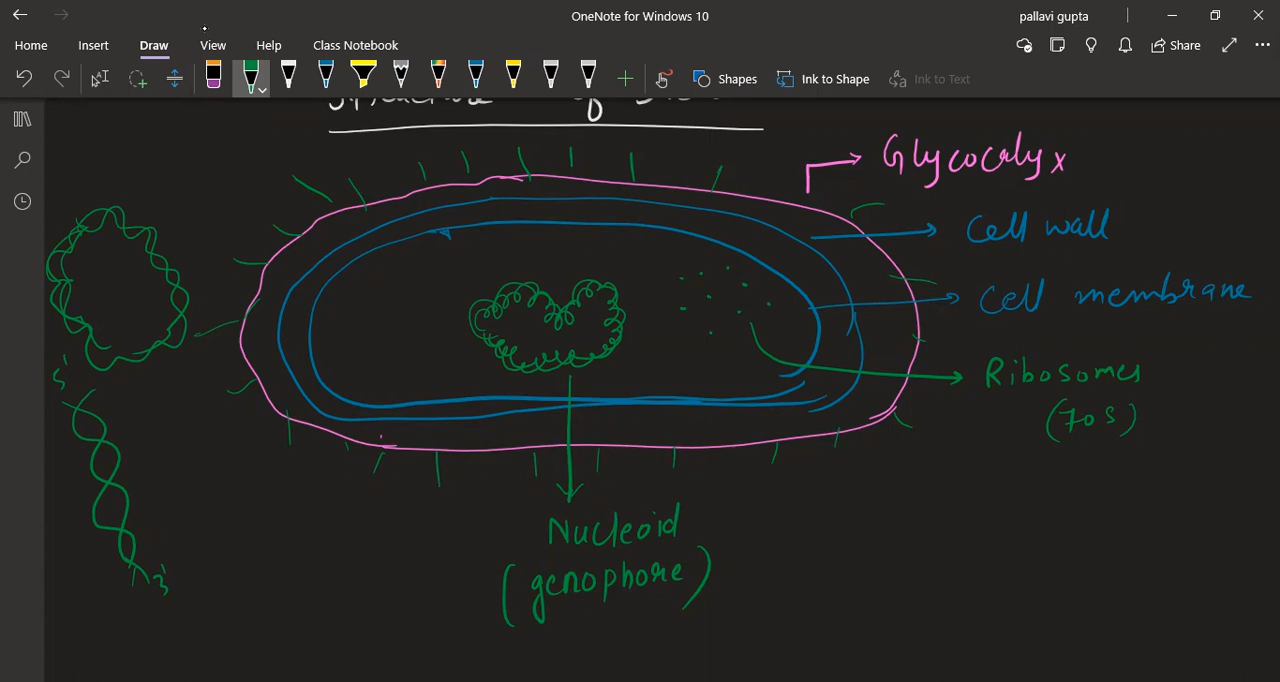 OneNote for Windows 10
pallavi gupta
Home Insert Draw View Help Class Notebook
Share
Shapes Ink to Shape Ink to Text
of
Glycocalyx
Cell wall
Cell membrane
Ribosomes
(70S)
5'
3'
Nucleoid
(genophore)